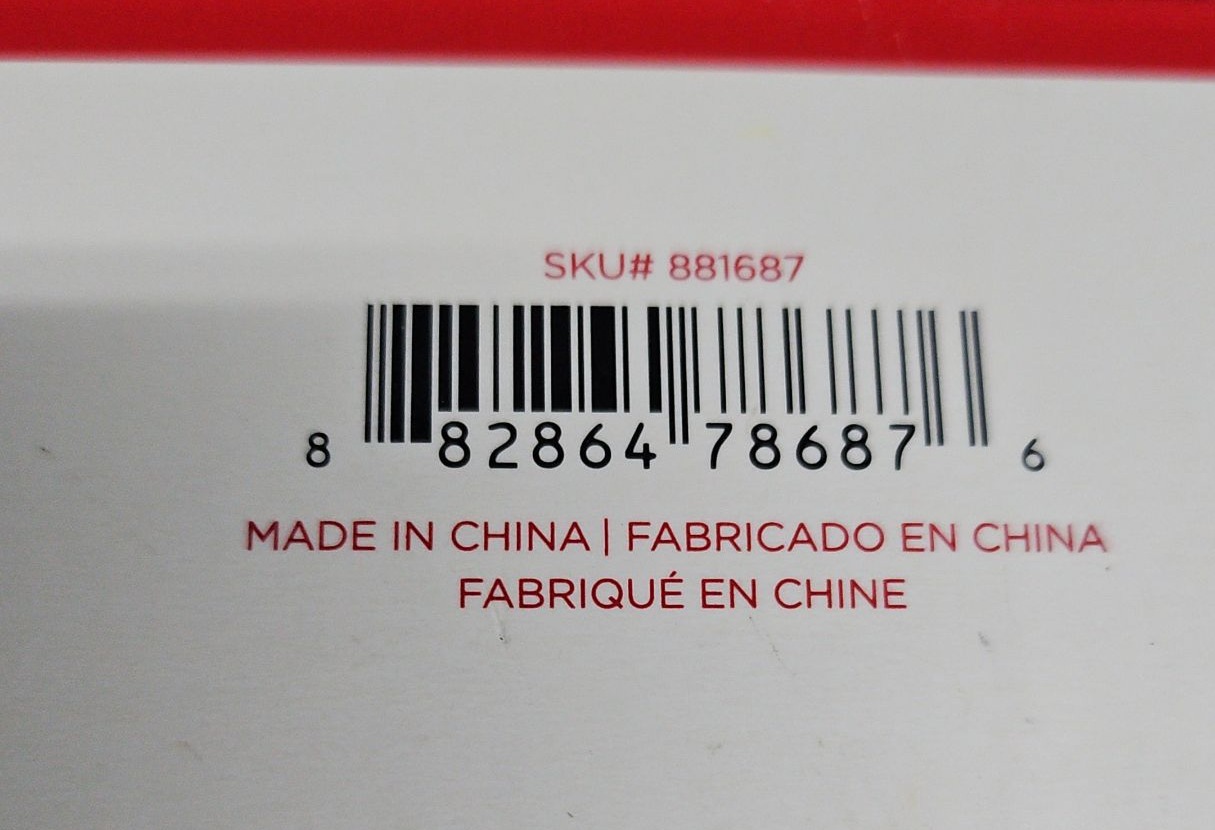 SKU# 881687
8 82864 78687 6
MADE IN CHINA | FABRICADO EN CHINA
FABRIQUÉ EN CHINE